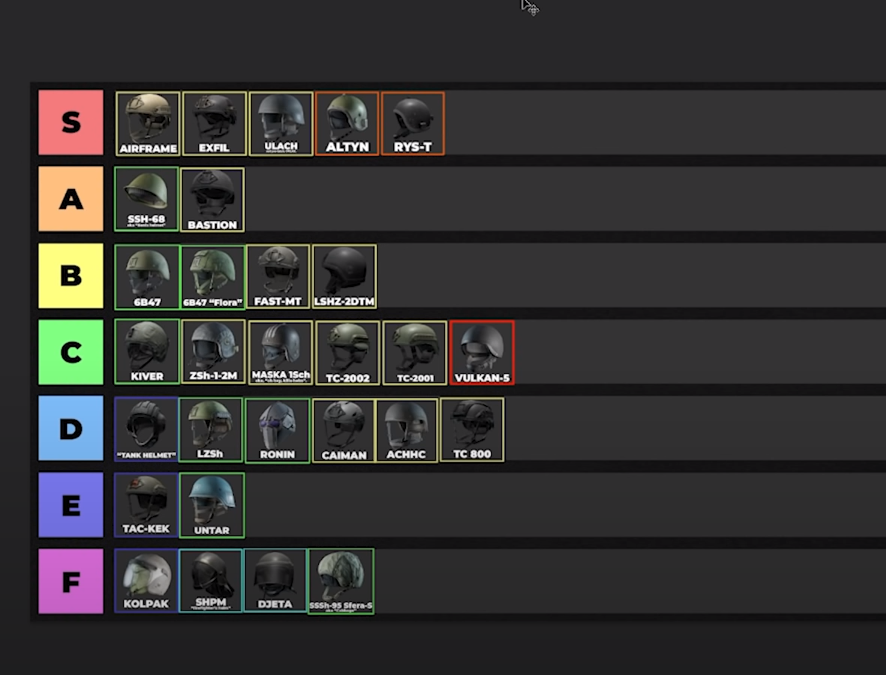 S
AIRFRAME
EXFIL
ULACH
ALTYN
RYS-T
A
SSH-68
BASTION
B
6B47
6B47 "Flora"
FAST-MT
LSHZ-2DTM
C
KIVER
ZSh-1-2M
MASKA 1Sch
TC-2002
TC-2001
VULKAN-5
D
"TANK HELMET"
LZSh
RONIN
CAIMAN
ACHHC
TC 800
E
TAC-KEK
UNTAR
F
KOLPAK
SHPM
DJETA
SSSh-95 Sfera-S